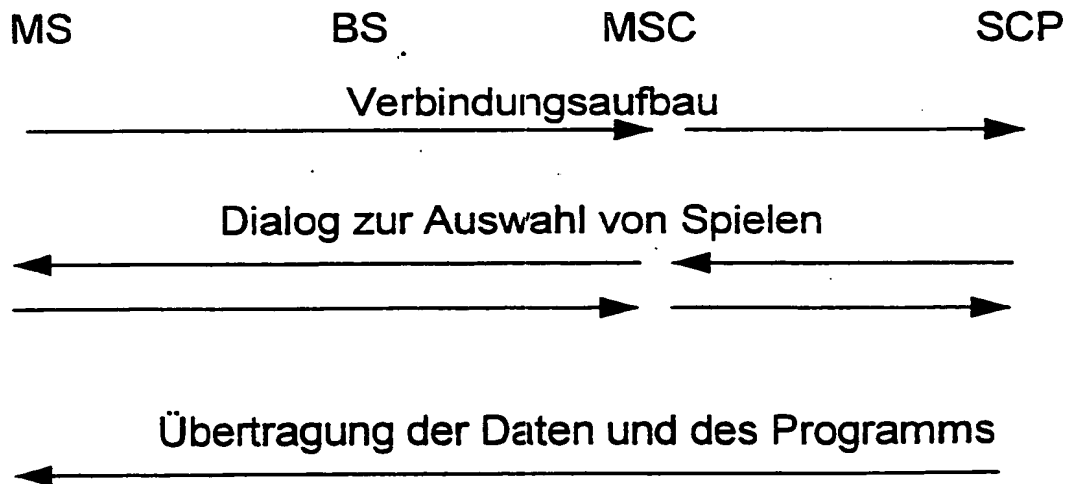 MS BS MSC SCP
Verbindungsaufbau
Dialog zur Auswahl von Spielen
Übertragung der Daten und des Programms